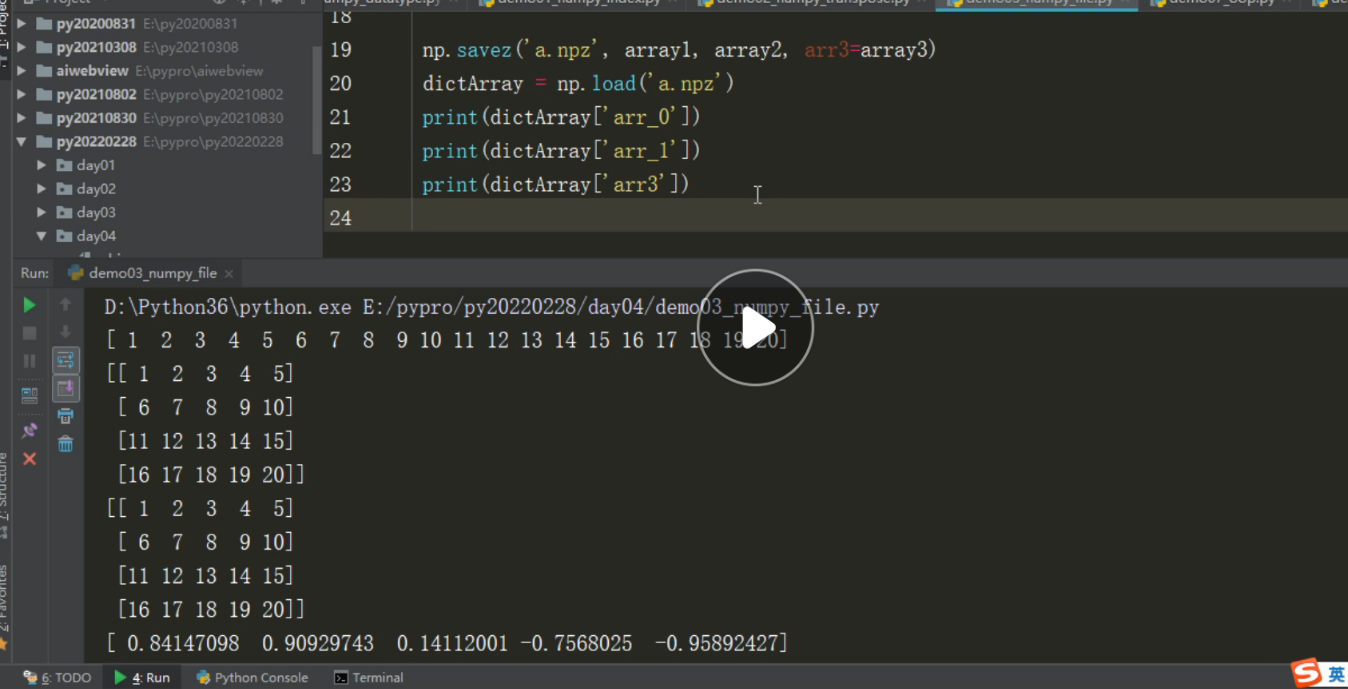 Project
demo01_numpy_index.py
demo02_numpy_transpose.py
demo03_numpy_file.py
py20200831 E:\py20200831
py20210308 E:\py20210308
aiwebview E:\pypro\aiwebview
py20210802 E:\pypro\py20210802
py20210830 E:\pypro\py20210830
py20220228 E:\pypro\py20220228
day01
day02
day03
day04
18
19 np.savez('a.npz', array1, array2, arr3=array3)
20 dictArray = np.load('a.npz')
21 print(dictArray['arr_0'])
22 print(dictArray['arr_1'])
23 print(dictArray['arr3'])
24
Run: demo03_numpy_file
D:\Python36\python.exe E:/pypro/py20220228/day04/demo03_numpy_file.py
[ 1 2 3 4 5 6 7 8 9 10 11 12 13 14 15 16 17 18 19 20]
[[ 1 2 3 4 5]
[ 6 7 8 9 10]
[11 12 13 14 15]
[16 17 18 19 20]]
[[ 1 2 3 4 5]
[ 6 7 8 9 10]
[11 12 13 14 15]
[16 17 18 19 20]]
[ 0.84147098 0.90929743 0.14112001 -0.7568025 -0.95892427]
Z: Structure
2: Favorites
6: TODO 4: Run Python Console Terminal
S 英